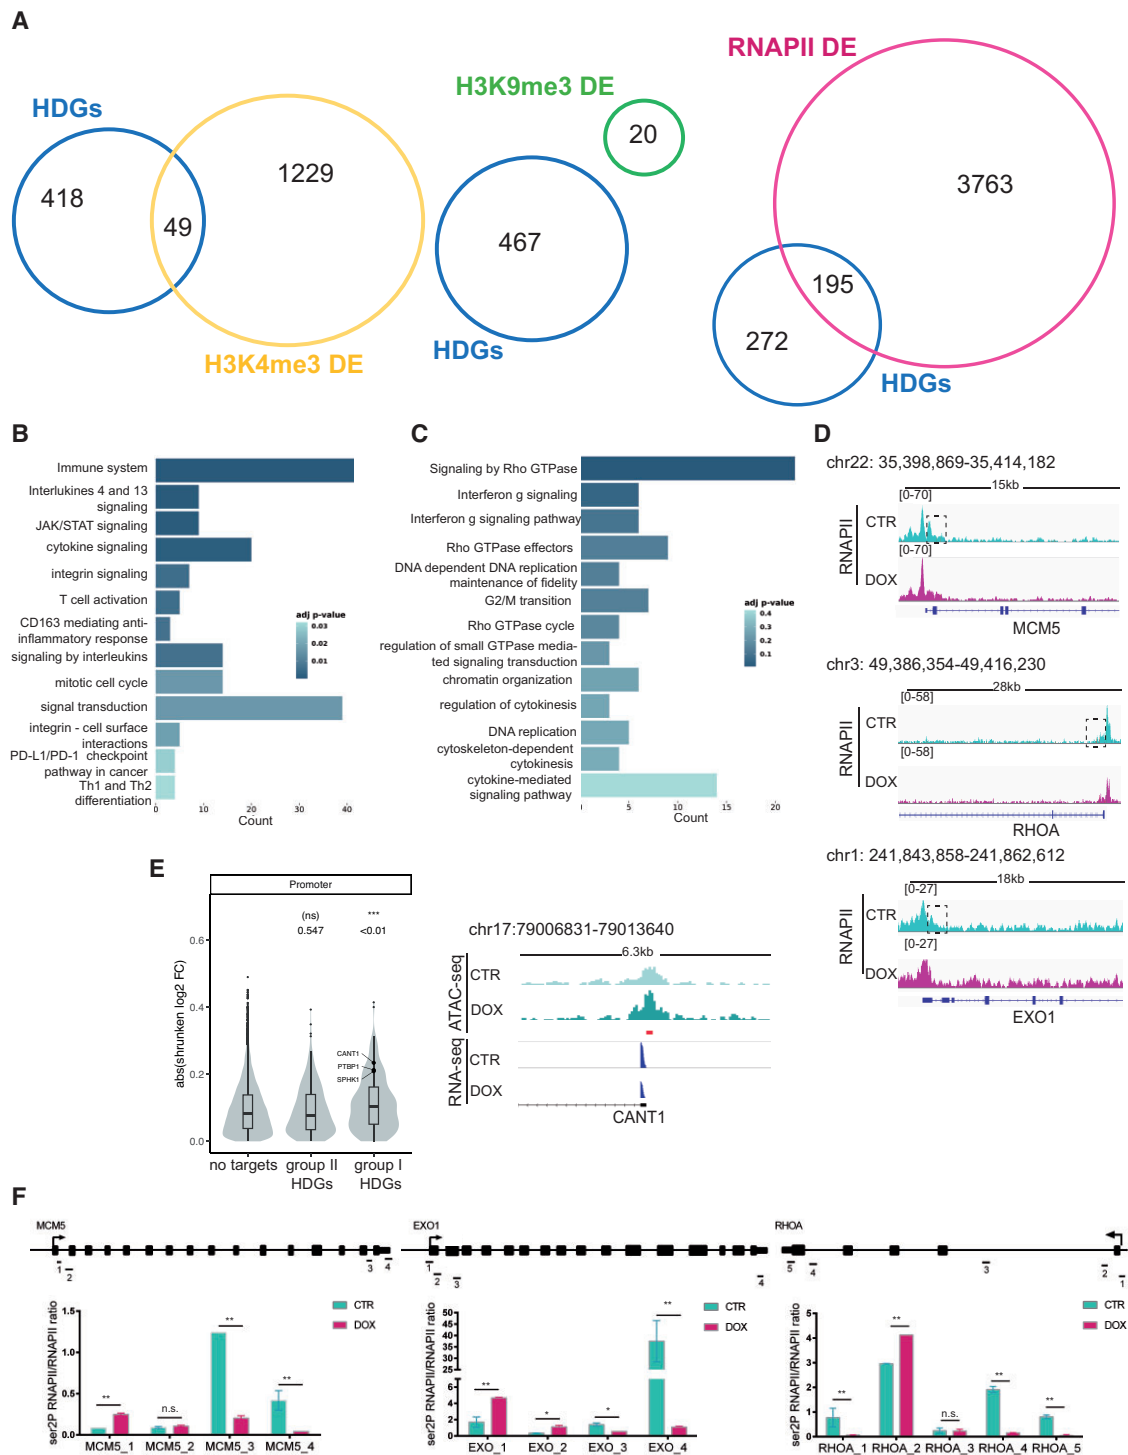 A
HDGs
418
49
1229
H3K4me3 DE
H3K9me3 DE
20
467
HDGs
RNAPII DE
3763
195
272
HDGs
B
Immune system
Interlukines 4 and 13
signaling
JAK/STAT signaling
cytokine signaling
integrin signaling
T cell activation
CD163 mediating anti-
inflammatory response
signaling by interleukins
mitotic cell cycle
signal transduction
integrin - cell surface
interactions
PD-L1/PD-1 checkpoint
pathway in cancer
Th1 and Th2
differentiation
adj p-value
0.03
0.02
0.01
0 10 20 30 40
Count
C
Signaling by Rho GTPase
Interferon g signaling
Interferon g signaling pathway
Rho GTPase effectors
DNA dependent DNA replication
maintenance of fidelity
G2/M transition
Rho GTPase cycle
regulation of small GTPase media-
ted signaling transduction
chromatin organization
regulation of cytokinesis
DNA replication
cytoskeleton-dependent
cytokinesis
cytokine-mediated
signaling pathway
adj p-value
0.4
0.3
0.2
0.1
0 5 10 15 20
Count
D
chr22: 35,398,869-35,414,182
15kb
[0-70]
CTR
[0-70]
DOX
RNAPII
MCM5
chr3: 49,386,354-49,416,230
28kb
[0-58]
CTR
[0-58]
DOX
RNAPII
RHOA
chr1: 241,843,858-241,862,612
18kb
[0-27]
CTR
[0-27]
DOX
RNAPII
EXO1
E
Promoter
(ns)
0.547
***
<0.01
abs(shrunken log2 FC)
0.6
0.4
0.2
0.0
CANT1
PTBP1
SPHK1
no targets
group II
HDGs
group I
HDGs
chr17:79006831-79013640
6.3kb
ATAC-seq
CTR
DOX
RNA-seq
CTR
DOX
CANT1
F
MCM5
1 2 3 4
ser2P RNAPII/RNAPII ratio
1.5
1.0
0.5
0.0
** n.s. ** **
CTR
DOX
MCM5_1 MCM5_2 MCM5_3 MCM5_4
EXO1
1 2 3 4
ser2P RNAPII/RNAPII ratio
50
45
40
35
30
25
6
4
2
0
** * * **
CTR
DOX
EXO_1 EXO_2 EXO_3 EXO_4
RHOA
5 4 3 2 1
ser2P RNAPII/RNAPII ratio
5
4
3
2
1
0
** ** n.s. ** **
CTR
DOX
RHOA_1 RHOA_2 RHOA_3 RHOA_4 RHOA_5